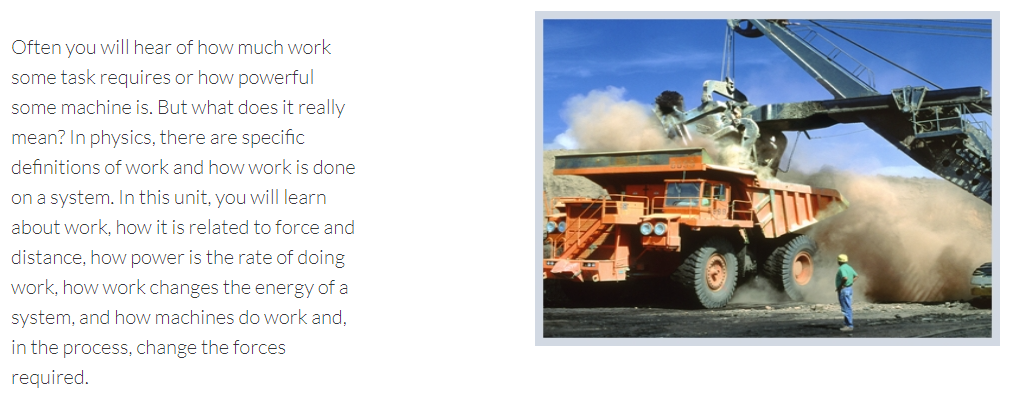 Often you will hear of how much work
some task requires or how powerful
some machine is. But what does it really
mean? In physics, there are specific
definitions of work and how work is done
on a system. In this unit, you will learn
about work, how it is related to force and
distance, how power is the rate of doing
work, how work changes the energy of a
system, and how machines do work and,
in the process, change the forces
required.